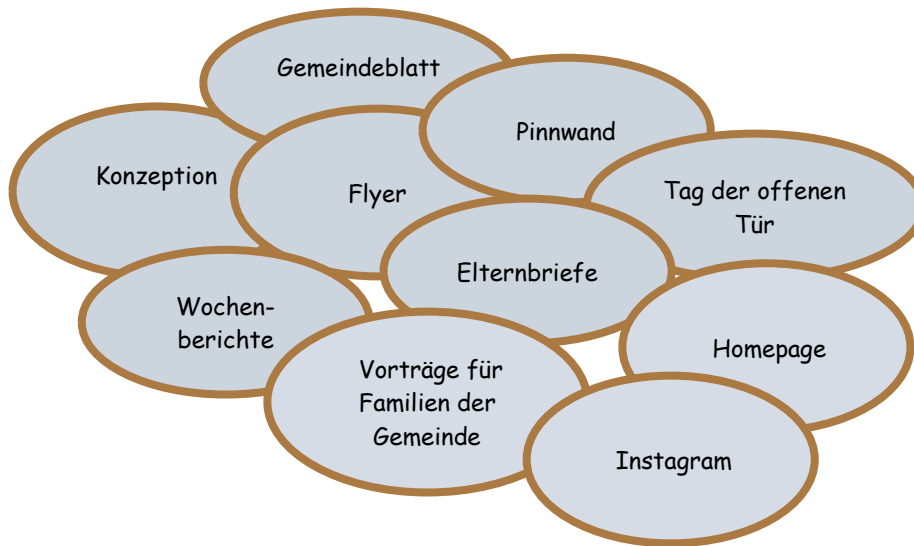 Gemeindeblatt
Pinnwand
Konzeption
Flyer
Tag der offenen
Tür
Elternbriefe
Wochen-
berichte
Homepage
Vorträge für
Familien der
Gemeinde
Instagram